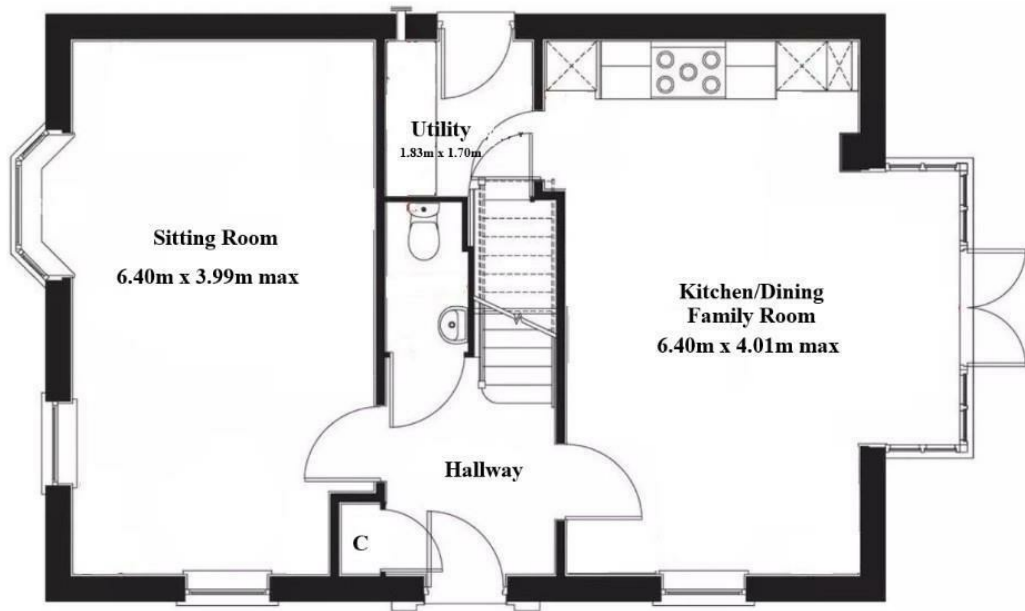 Utility
1.83m x 1.70m
Sitting Room
6.40m x 3.99m max
Kitchen/Dining
Family Room
6.40m x 4.01m max
Hallway
C